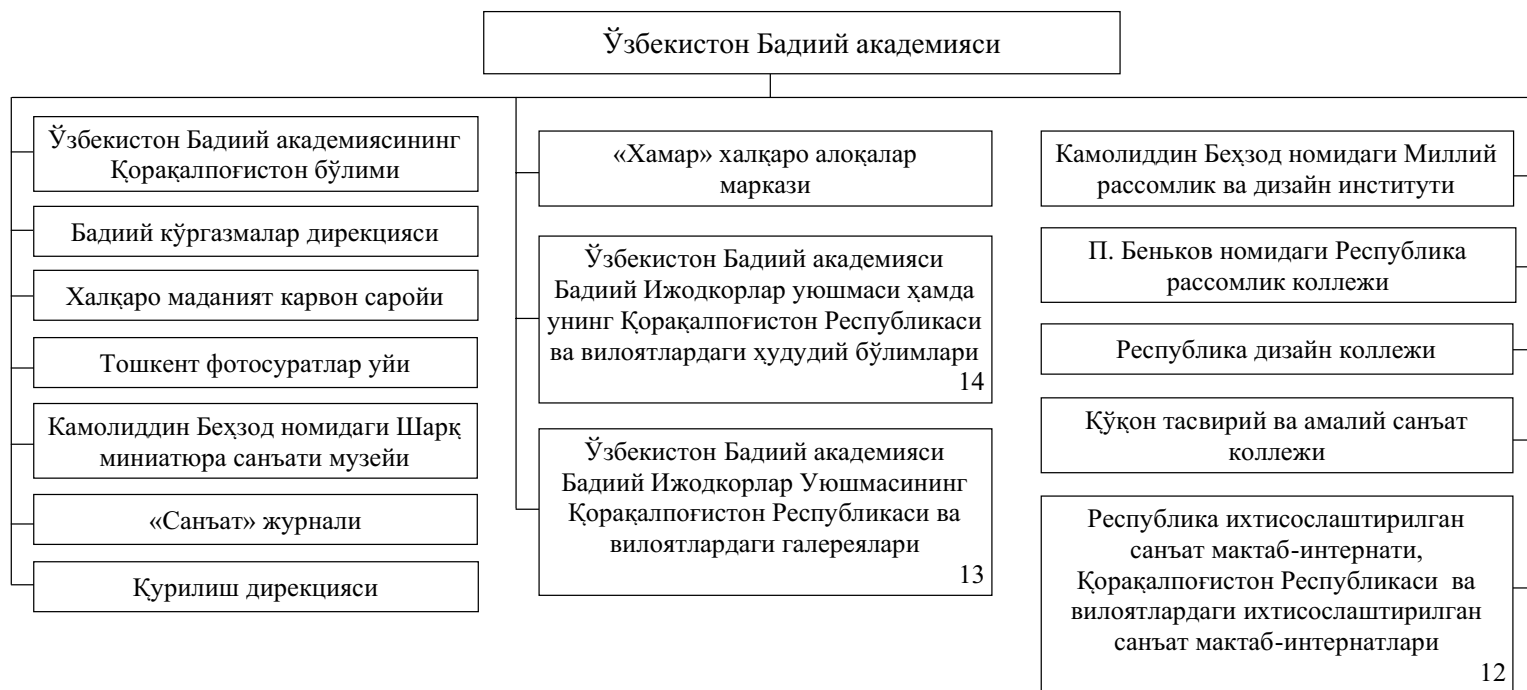 Ўзбекистон Бадиий академияси
Ўзбекистон Бадиий академиясининг
Қорақалпоғистон бўлими
Бадиий кўргазмалар дирекцияси
Халқаро маданият карвон саройи
Тошкент фотосуратлар уйи
Камолиддин Беҳзод номидаги Шарқ
миниатюра санъати музейи
«Санъат» журнали
Қурилиш дирекцияси
«Хамар» халқаро алоқалар
маркази
Ўзбекистон Бадиий академияси
Бадиий Ижодкорлар уюшмаси ҳамда
унинг Қорақалпоғистон Республикаси
ва вилоятлардаги ҳудудий бўлимлари
14
Ўзбекистон Бадиий академияси
Бадиий Ижодкорлар Уюшмасининг
Қорақалпоғистон Республикаси ва
вилоятлардаги галереялари
13
Камолиддин Беҳзод номидаги Миллий
рассомлик ва дизайн институти
П. Беньков номидаги Республика
рассомлик коллежи
Республика дизайн коллежи
Қўқон тасвирий ва амалий санъат
коллежи
Республика ихтисослаштирилган
санъат мактаб-интернати,
Қорақалпоғистон Республикаси ва
вилоятлардаги ихтисослаштирилган
санъат мактаб-интернатлари
12